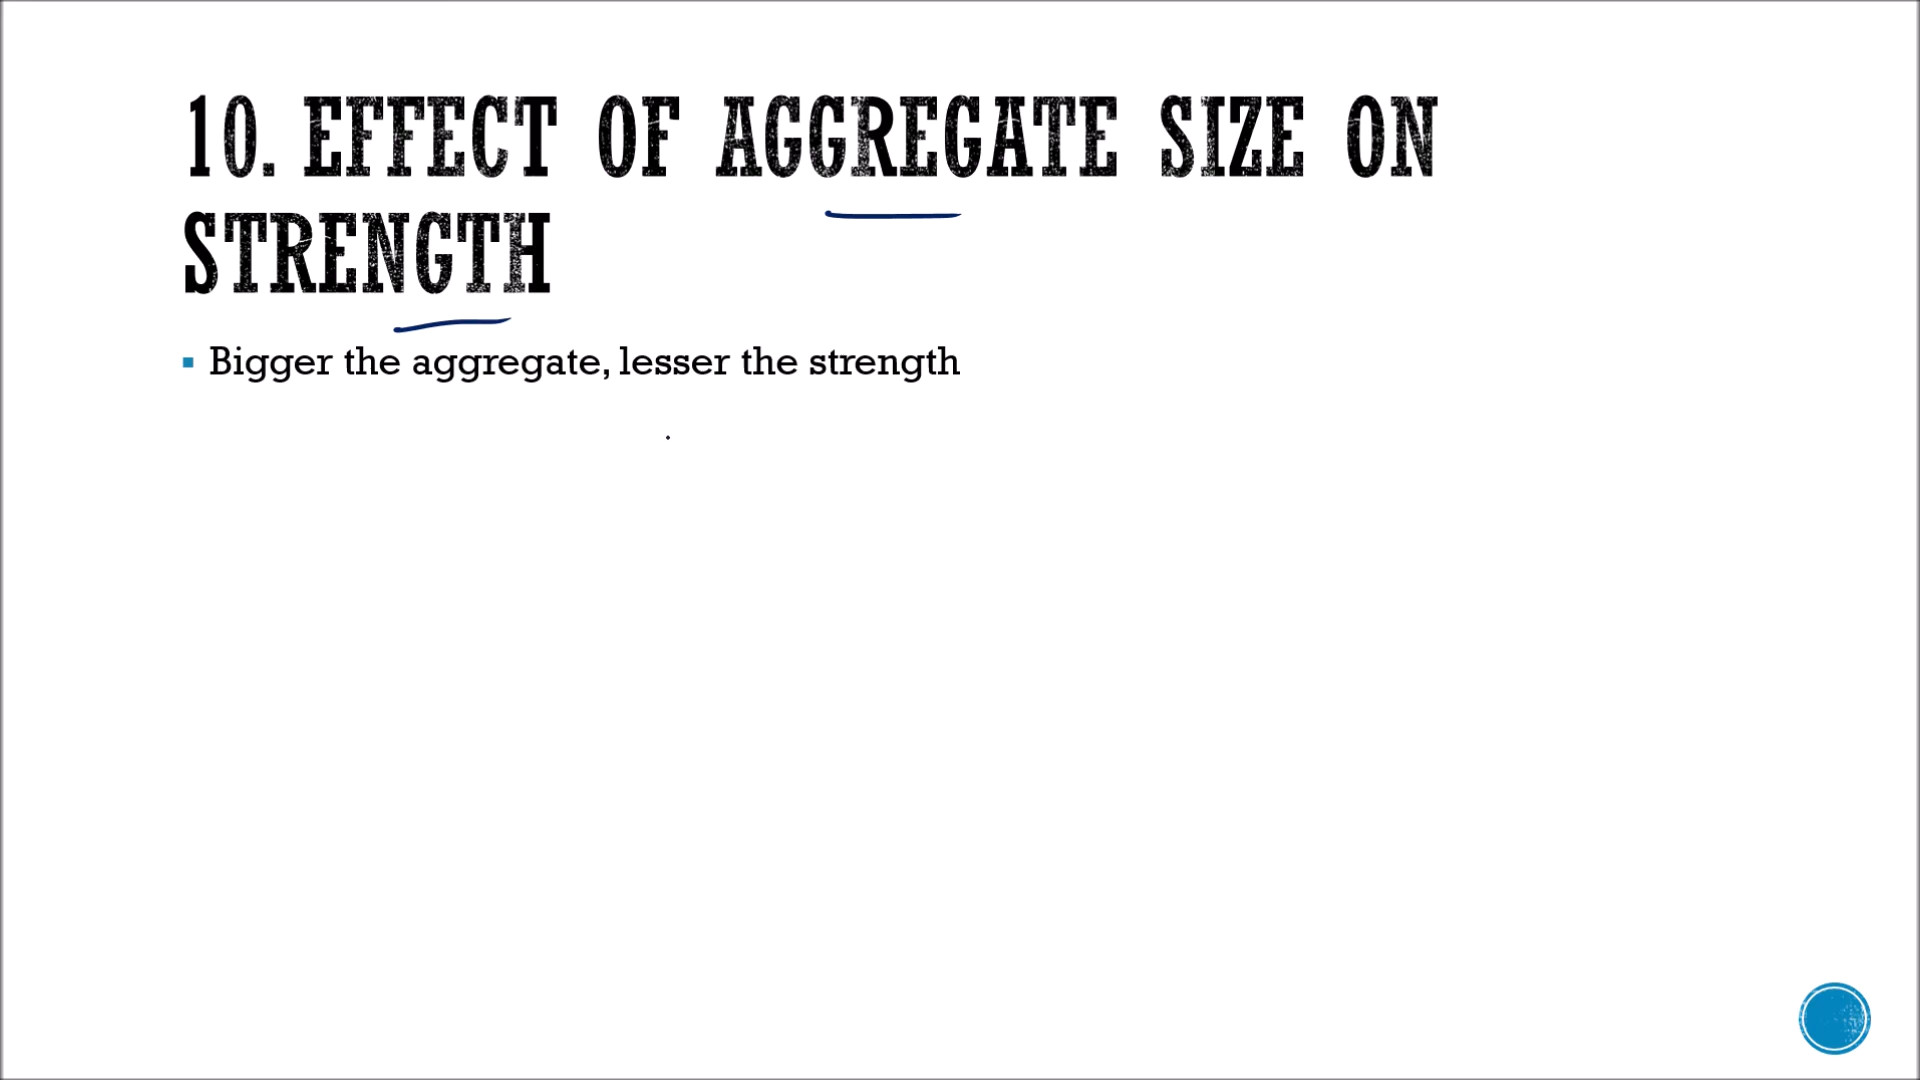 10. EFFECT OF AGGREGATE SIZE ON
STRENGTH
Bigger the aggregate, lesser the strength